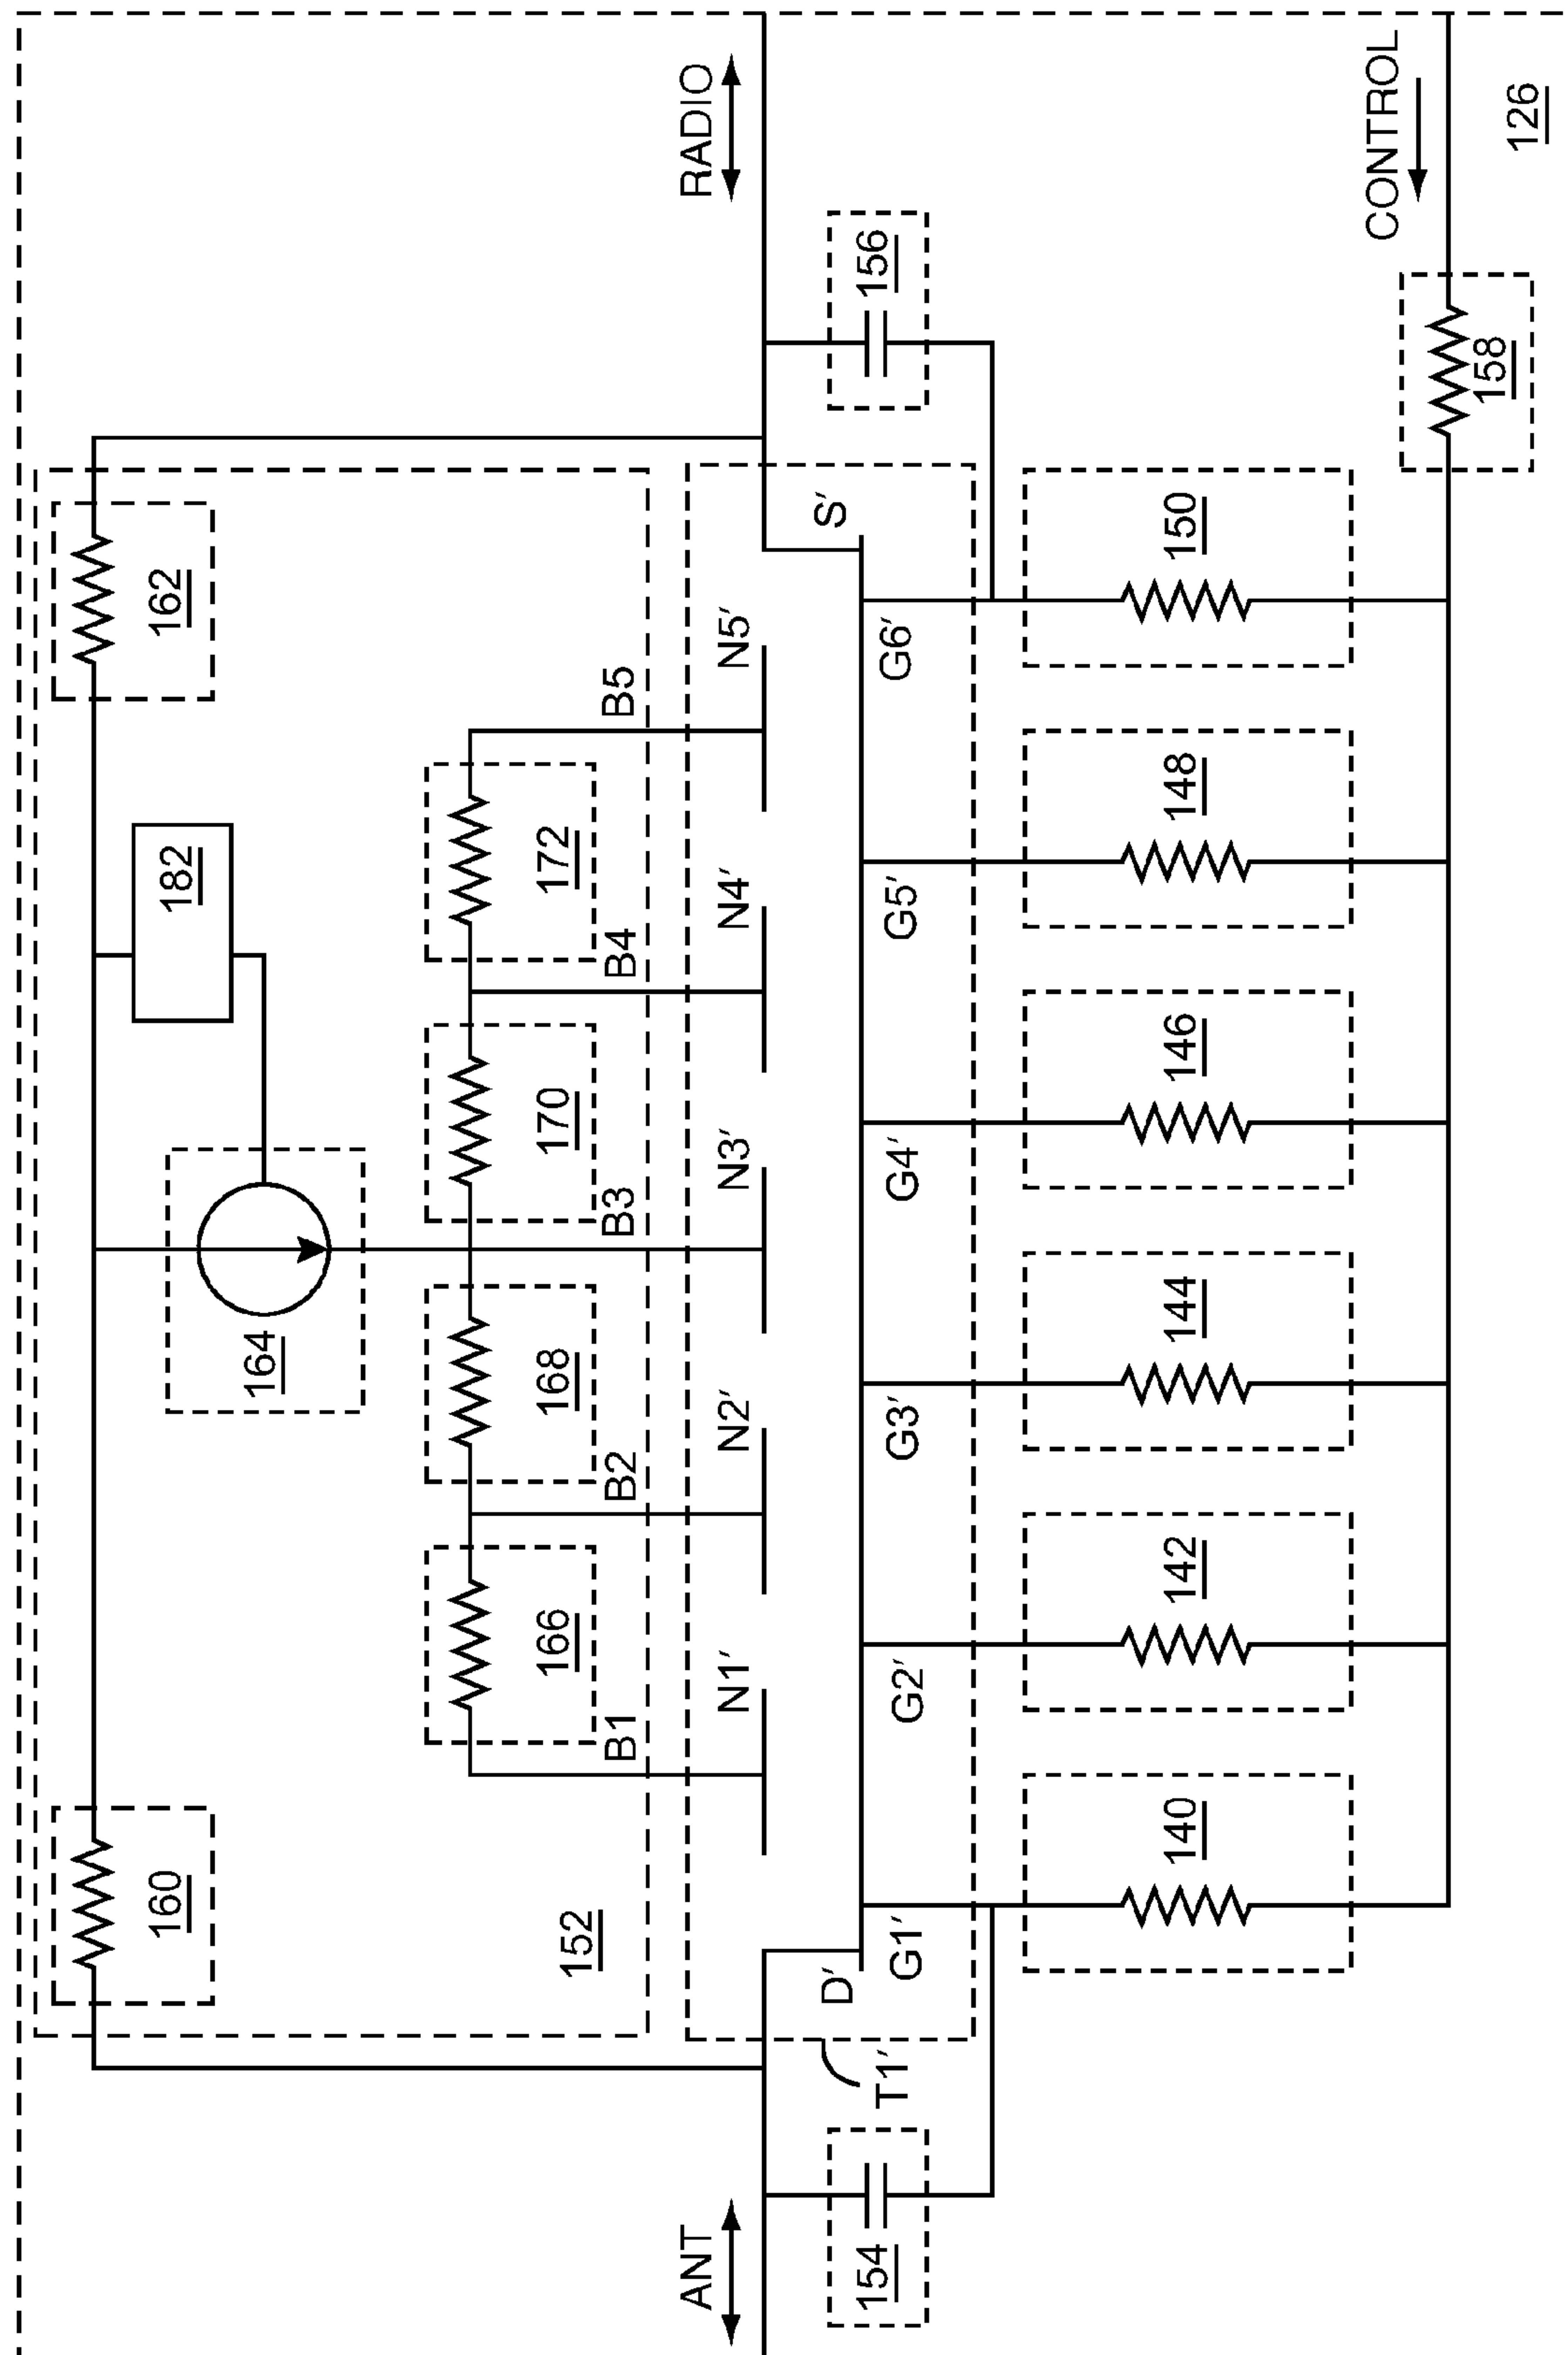 160
162
182
164
152
166
168
170
172
B1
B2
B3
B4
B5
ANT
RADIO
N1′
N2′
N3′
N4′
N5′
D′
S′
T1′
154
156
G1′
G2′
G3′
G4′
G5′
G6′
140
142
144
146
148
150
CONTROL
158
126